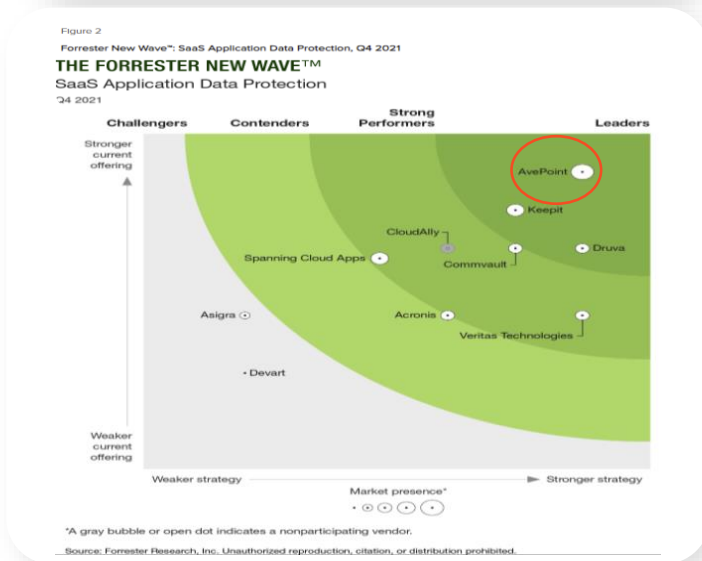 Figure 2
Forrester New Wave™: SaaS Application Data Protection, Q4 2021
THE FORRESTER NEW WAVE™
SaaS Application Data Protection
Q4 2021
Challengers
Contenders
Strong
Performers
Leaders
Stronger
current
offering
AvePoint
Keepit
CloudAlly
Druva
Spanning Cloud Apps
Commvault
Asigra
Acronis
Veritas Technologies
Devart
Weaker
current
offering
Weaker strategy
Stronger strategy
Market presence*
*A gray bubble or open dot indicates a nonparticipating vendor.
Source: Forrester Research, Inc. Unauthorized reproduction, citation, or distribution prohibited.